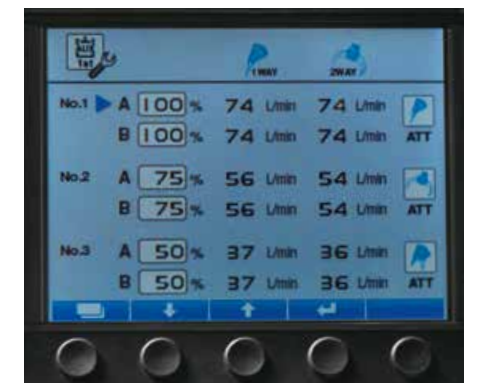 AUX
1st
1WAY 2WAY
No.1 A 100 % 74 L/min 74 L/min
B 100 % 74 L/min 74 L/min ATT
No.2 A 75 % 56 L/min 54 L/min
B 75 % 56 L/min 54 L/min ATT
No.3 A 50 % 37 L/min 36 L/min
B 50 % 37 L/min 36 L/min ATT